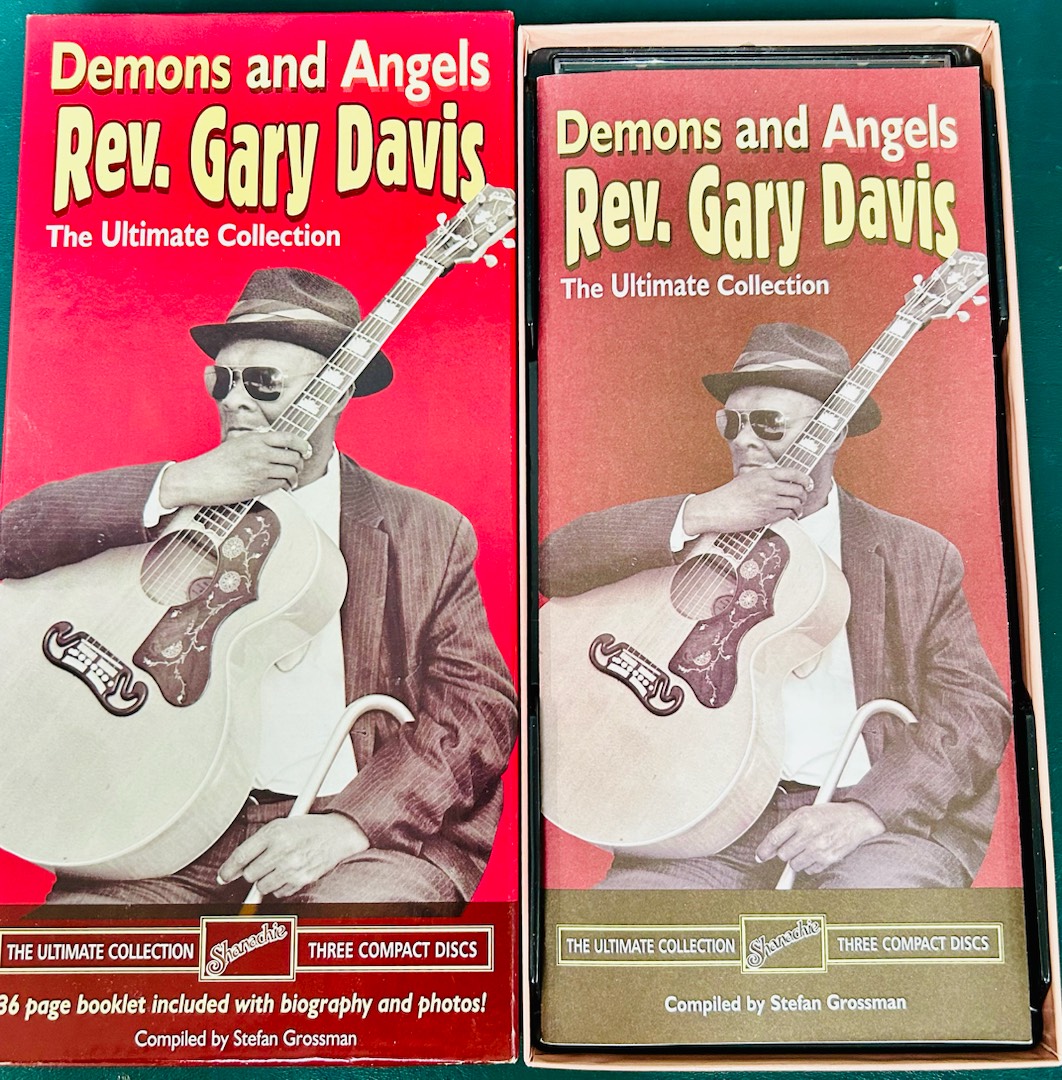 Demons and Angels
Rev. Gary Davis
The Ultimate Collection
THE ULTIMATE COLLECTION
Shanachie
THREE COMPACT DISCS
36 page booklet included with biography and photos!
Compiled by Stefan Grossman
Demons and Angels
Rev. Gary Davis
The Ultimate Collection
THE ULTIMATE COLLECTION
Shanachie
THREE COMPACT DISCS
Compiled by Stefan Grossman